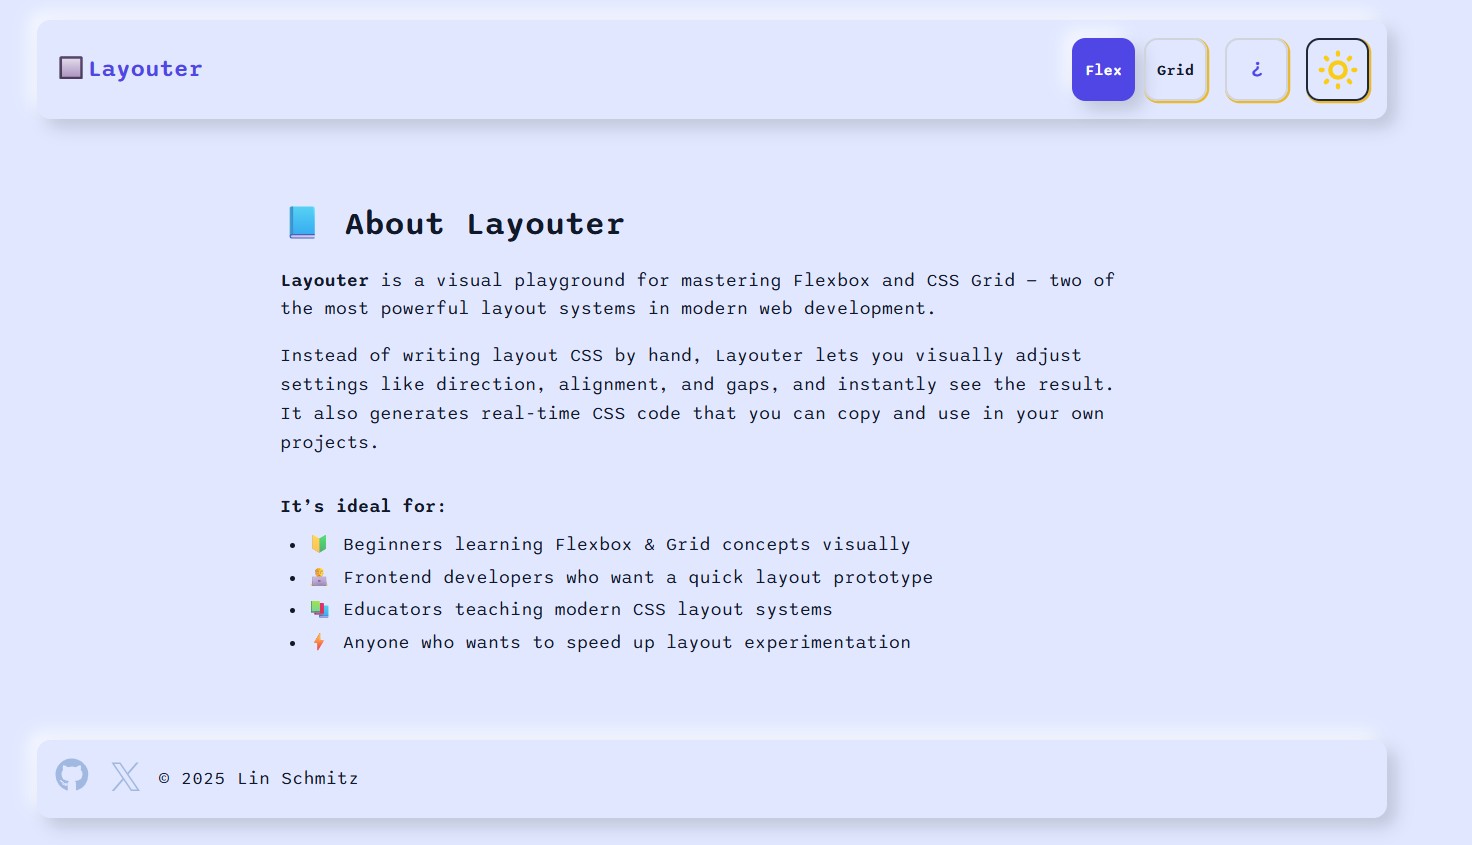 Layouter
Flex
Grid
¿
About Layouter
Layouter is a visual playground for mastering Flexbox and CSS Grid — two of
the most powerful layout systems in modern web development.
Instead of writing layout CSS by hand, Layouter lets you visually adjust
settings like direction, alignment, and gaps, and instantly see the result.
It also generates real-time CSS code that you can copy and use in your own
projects.
It’s ideal for:
• 🔰 Beginners learning Flexbox & Grid concepts visually
• 🧑‍💻 Frontend developers who want a quick layout prototype
• 📚 Educators teaching modern CSS layout systems
• ⚡ Anyone who wants to speed up layout experimentation
© 2025 Lin Schmitz